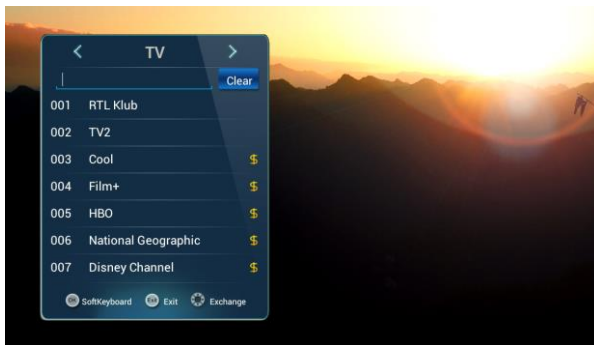 TV
Clear
001 RTL Klub
002 TV2
003 Cool $
004 Film+ $
005 HBO $
006 National Geographic $
007 Disney Channel $
SoftKeyboard Exit Exchange